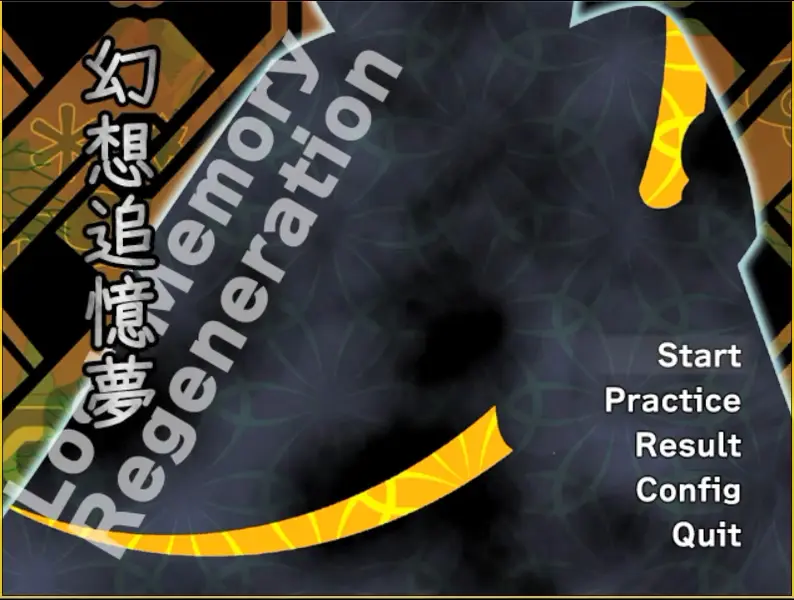 幻想追憶夢
Memory
Regeneration
Start
Practice
Result
Config
Quit